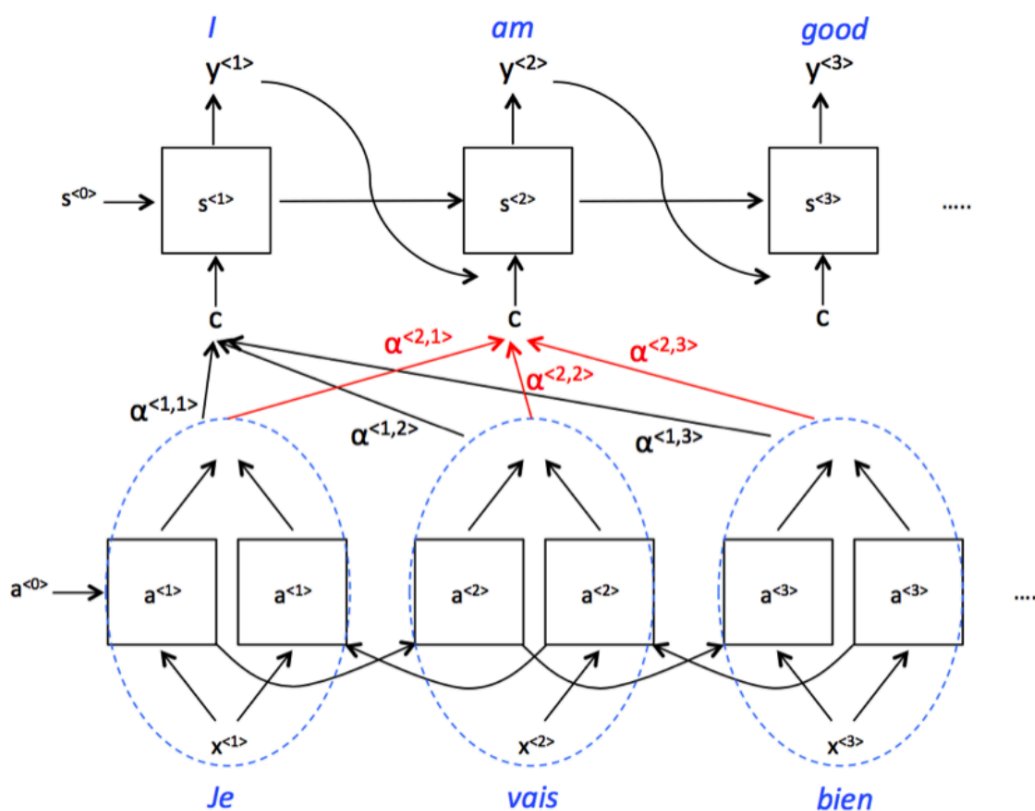 I am good
y<1> y<2> y<3>
s<0> s<1> s<2> s<3> .....
c c c
α<2,1> α<2,3>
α<2,2>
α<1,1> α<1,2> α<1,3>
a<0> a<1> a<1> a<2> a<2> a<3> a<3> ....
x<1> x<2> x<3>
Je vais bien